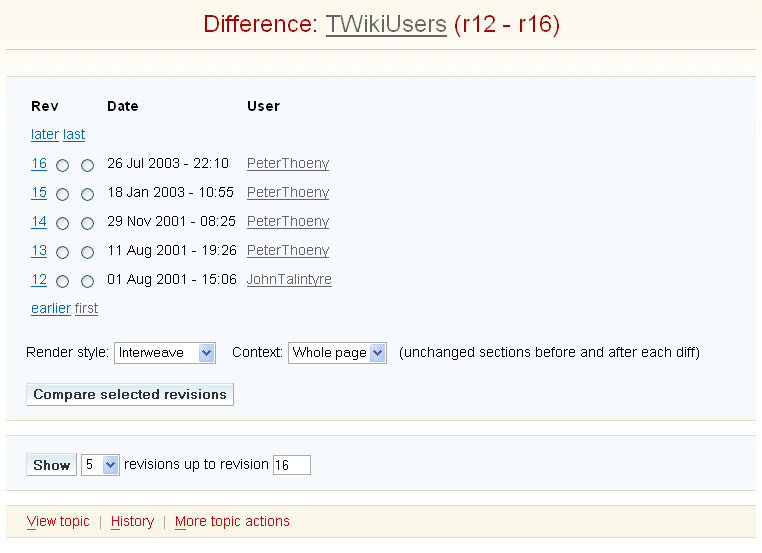 Difference: TWikiUsers (r12 - r16)
Rev Date User
later last
16 26 Jul 2003 - 22:10 PeterThoeny
15 18 Jan 2003 - 10:55 PeterThoeny
14 29 Nov 2001 - 08:25 PeterThoeny
13 11 Aug 2001 - 19:26 PeterThoeny
12 01 Aug 2001 - 15:06 JohnTalintyre
earlier first
Render style: Interweave Context: Whole page (unchanged sections before and after each diff)
Compare selected revisions
Show 5 revisions up to revision 16
View topic | History | More topic actions